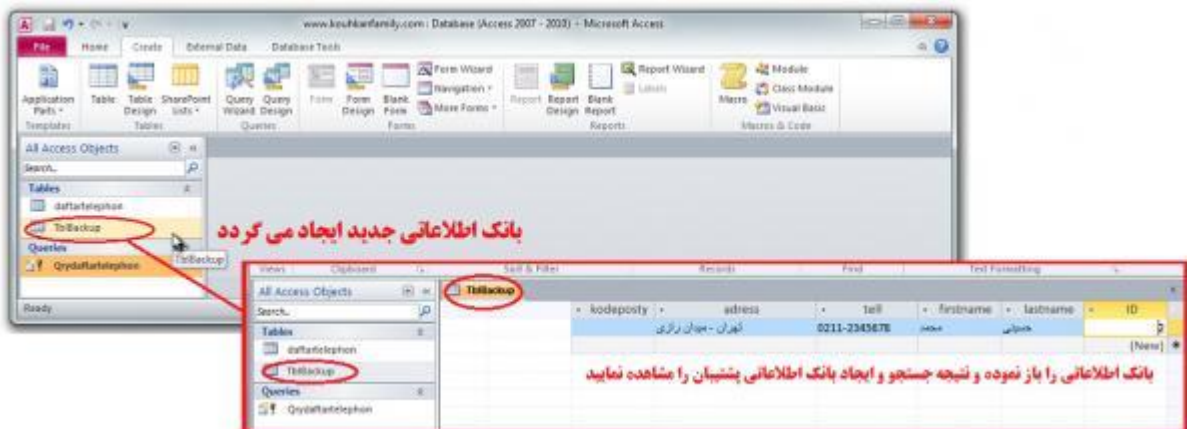 www.kouhkanfamily.com : Database (Access 2007 - 2010) - Microsoft Access
File Home Create External Data Database Tools
Application Parts
Table
Table Design
SharePoint Lists
Query Wizard
Query Design
Form
Form Design
Blank Form
Form Wizard
Navigation
More Forms
Report
Report Design
Blank Report
Report Wizard
Labels
Macro
Module
Class Module
Visual Basic
Templates Tables Queries Forms Reports Macros & Code
All Access Objects
Search...
Tables
daftartelephon
TblBackup
Queries
Qrydaftartelephon
TblBackup
Ready
بانک اطلاعاتی جدید ایجاد می گردد
Views Clipboard Sort & Filter Records Find Text Formatting
All Access Objects
Search...
Tables
daftartelephon
TblBackup
Queries
Qrydaftartelephon
TblBackup
kodeposty adress tell firstname lastname ID
تهران - میدان رازی 0211-2345678 محمد
(New)
بانک اطلاعاتی را باز نموده و نتیجه جستجو و ایجاد بانک اطلاعاتی پشتیبان را مشاهده نمایید